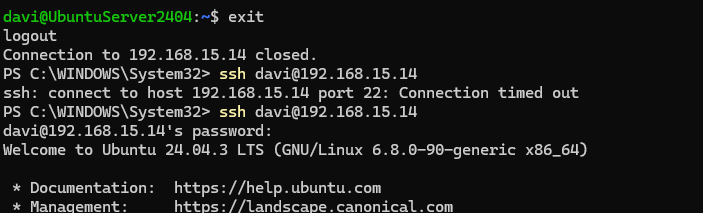 davi@UbuntuServer2404:~$ exit
logout
Connection to 192.168.15.14 closed.
PS C:\WINDOWS\System32> ssh davi@192.168.15.14
ssh: connect to host 192.168.15.14 port 22: Connection timed out
PS C:\WINDOWS\System32> ssh davi@192.168.15.14
davi@192.168.15.14's password:
Welcome to Ubuntu 24.04.3 LTS (GNU/Linux 6.8.0-90-generic x86_64)

 * Documentation:  https://help.ubuntu.com
 * Management:     https://landscape.canonical.com